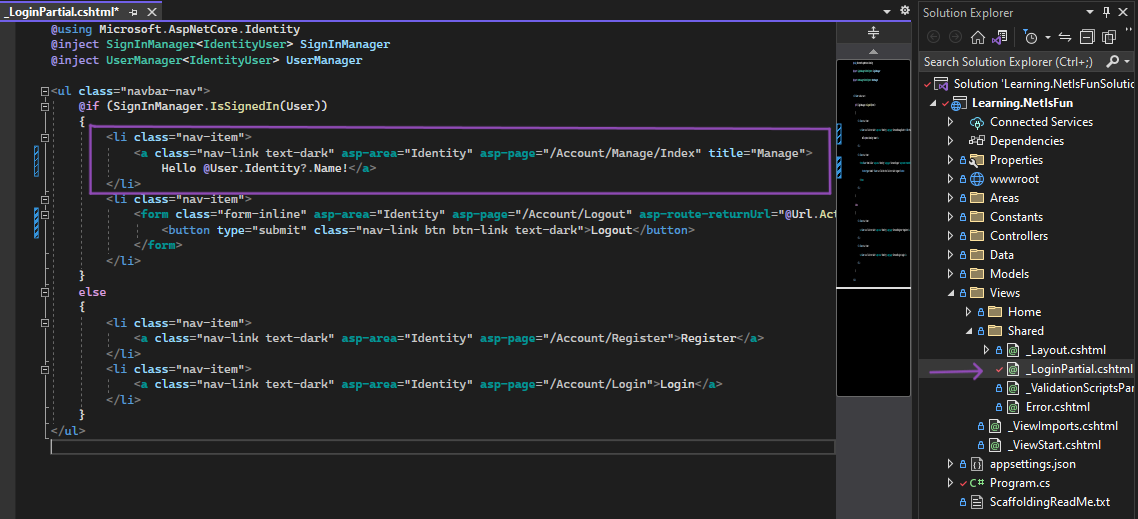 _LoginPartial.cshtml*
@using Microsoft.AspNetCore.Identity
@inject SignInManager<IdentityUser> SignInManager
@inject UserManager<IdentityUser> UserManager
<ul class="navbar-nav">
@if (SignInManager.IsSignedIn(User))
{
<li class="nav-item">
<a class="nav-link text-dark" asp-area="Identity" asp-page="/Account/Manage/Index" title="Manage">
Hello @User.Identity?.Name!</a>
</li>
<li class="nav-item">
<form class="form-inline" asp-area="Identity" asp-page="/Account/Logout" asp-route-returnUrl="@Url.Act
<button type="submit" class="nav-link btn btn-link text-dark">Logout</button>
</form>
</li>
}
else
{
<li class="nav-item">
<a class="nav-link text-dark" asp-area="Identity" asp-page="/Account/Register">Register</a>
</li>
<li class="nav-item">
<a class="nav-link text-dark" asp-area="Identity" asp-page="/Account/Login">Login</a>
</li>
}
</ul>
Solution Explorer
Search Solution Explorer (Ctrl+;)
Solution 'Learning.NetIsFunSolutio
Learning.NetIsFun
Connected Services
Dependencies
Properties
wwwroot
Areas
Constants
Controllers
Data
Models
Views
Home
Shared
_Layout.cshtml
_LoginPartial.cshtml
_ValidationScriptsPar
Error.cshtml
_ViewImports.cshtml
_ViewStart.cshtml
appsettings.json
C# Program.cs
ScaffoldingReadMe.txt